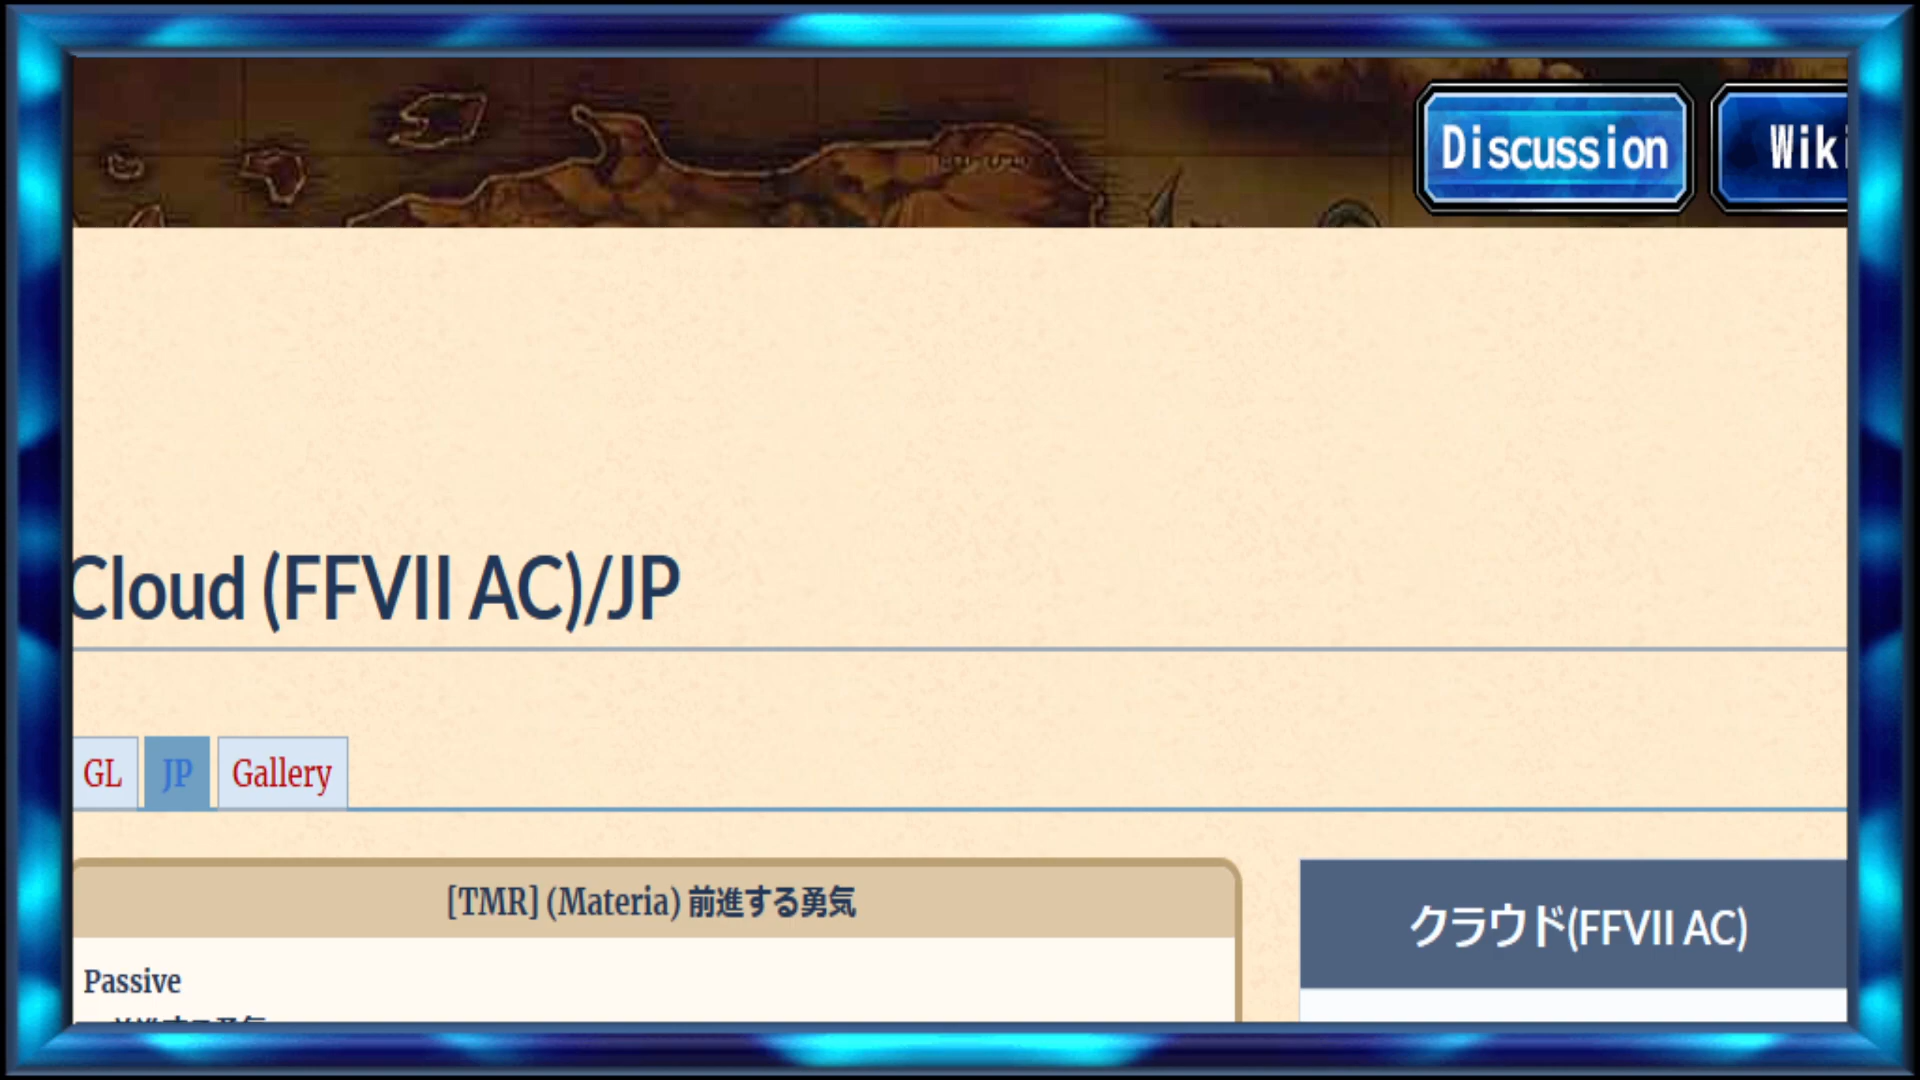 Discussion
Cloud (FFVII AC)/JP
GL JP Gallery
[TMR] (Materia) 前進する勇気
クラウド(FFVII AC)
Passive